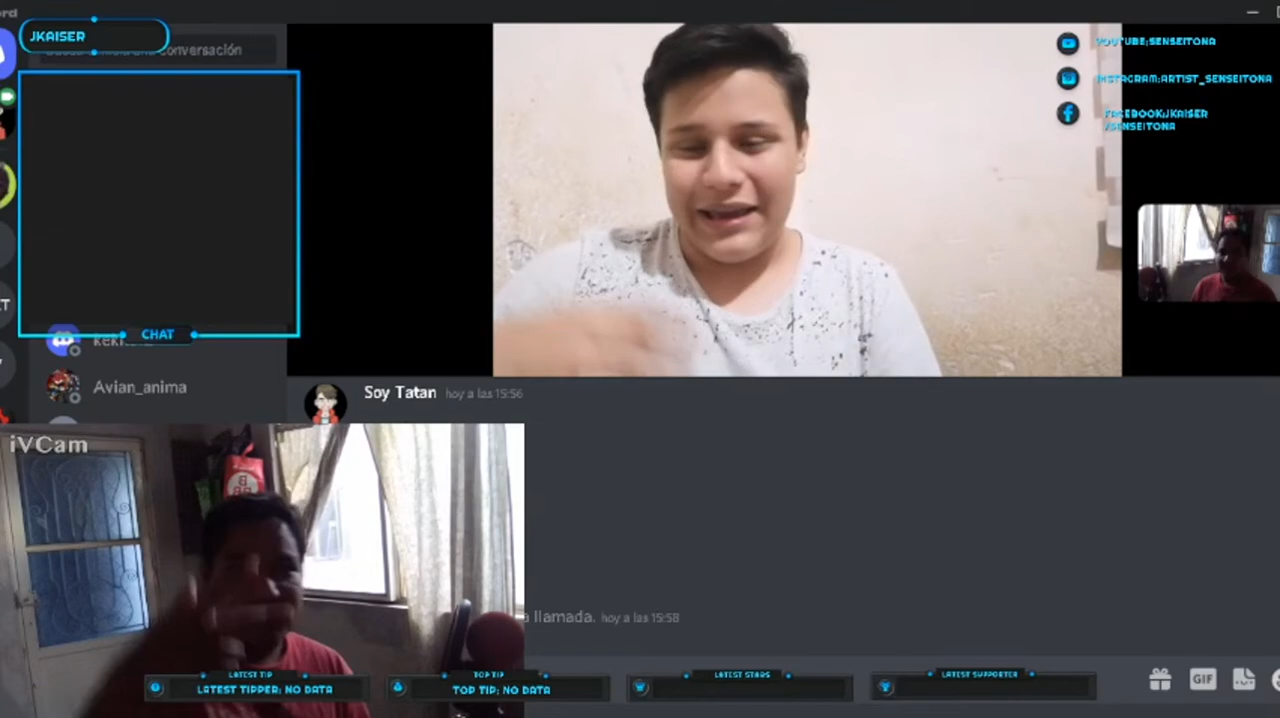 JKAISER
conversación
YOUTUBE:SENSEITONA
INSTAGRAM:ARTIST_SENSEITONA
FACEBOOK:JKAISER
/SENSEITONA
CHAT
Avian_anima
Soy Tatan hoy a las 15:56
iVCam
llamada. hoy a las 15:58
LATEST TIP
LATEST TIPPER: NO DATA
TOP TIP
TOP TIP: NO DATA
LATEST STARS
LATEST SUPPORTER
GIF